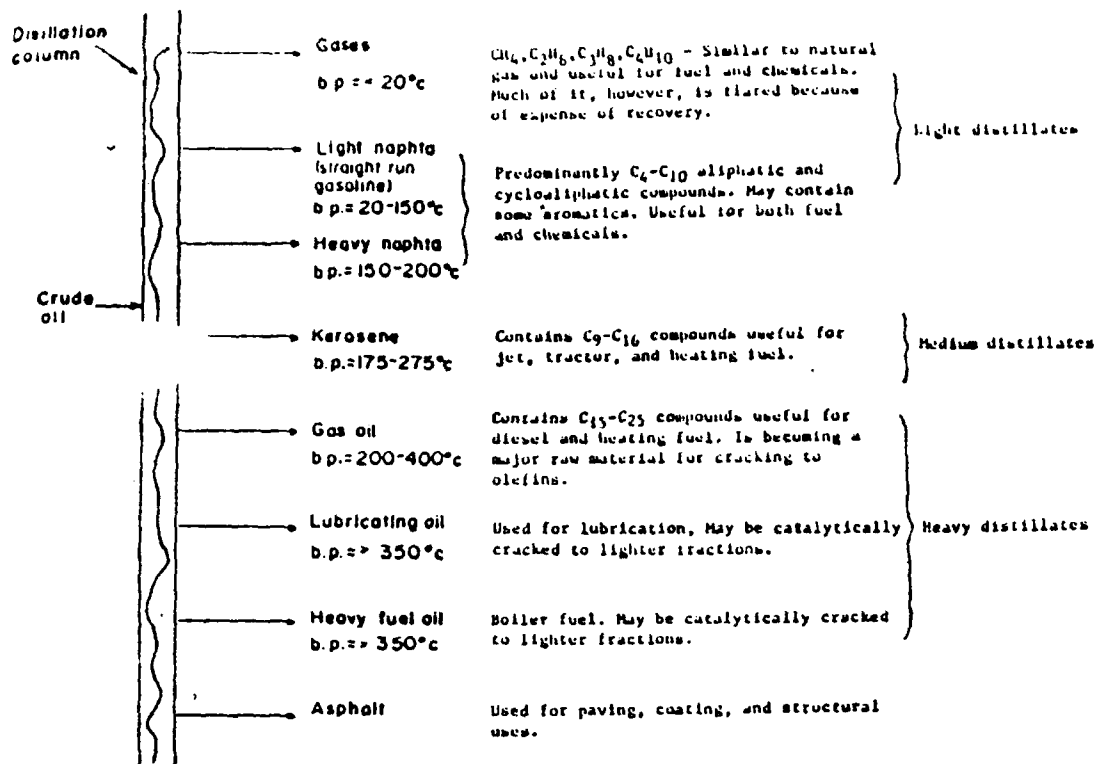 Distillation
column
Gases
b p = < 20°c
CH4, C2H6, C3H8, C4H10 - Similar to natural
gas and useful for fuel and chemicals.
Much of it, however, is flared because
of expense of recovery.
Light distillates
Light naphta
(straight run
gasoline)
b.p.= 20-150°c
Heavy naphta
b p.= 150-200°c
Predominantly C4-C10 aliphatic and
cycloaliphatic compounds. May contain
some aromatics. Useful for both fuel
and chemicals.
Crude
oil
Kerosene
b.p.=175-275°c
Contains C9-C16 compounds useful for
jet, tractor, and heating fuel.
Medium distillates
Gas oil
b.p.= 200-400°c
Contains C15-C25 compounds useful for
diesel and heating fuel. Is becoming a
major raw material for cracking to
olefins.
Lubricating oil
b.p.= > 350°c
Used for lubrication, May be catalytically
cracked to lighter fractions.
Heavy distillates
Heavy fuel oil
b.p.= > 350°c
Boiler fuel. May be catalytically cracked
to lighter fractions.
Asphalt
Used for paving, coating, and structural
uses.